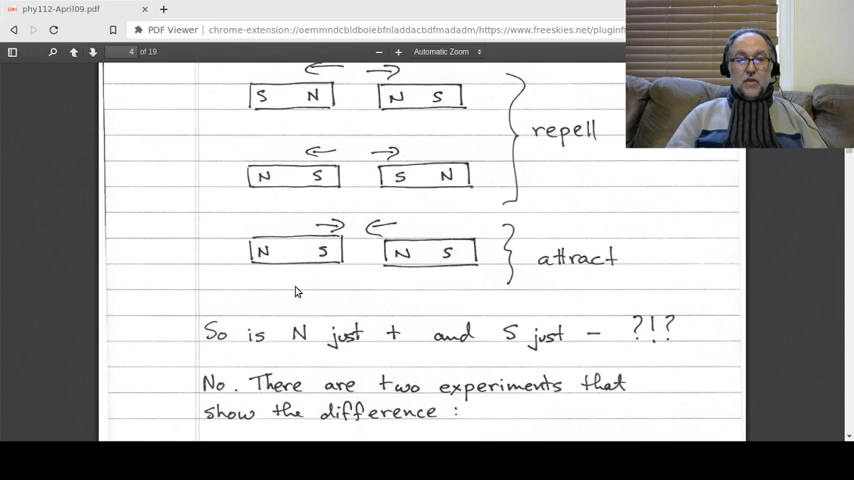 phy112-April09.pdf
PDF Viewer
chrome-extension://oemmndcbldboiebfnladdacbdfmadadm/https://www.freeskies.net/pluginfi
4 of 19
Automatic Zoom
S N N S
repell
N S S N
N S N S
attract
So is N just + and S just - ?!?
No. There are two experiments that
show the difference :